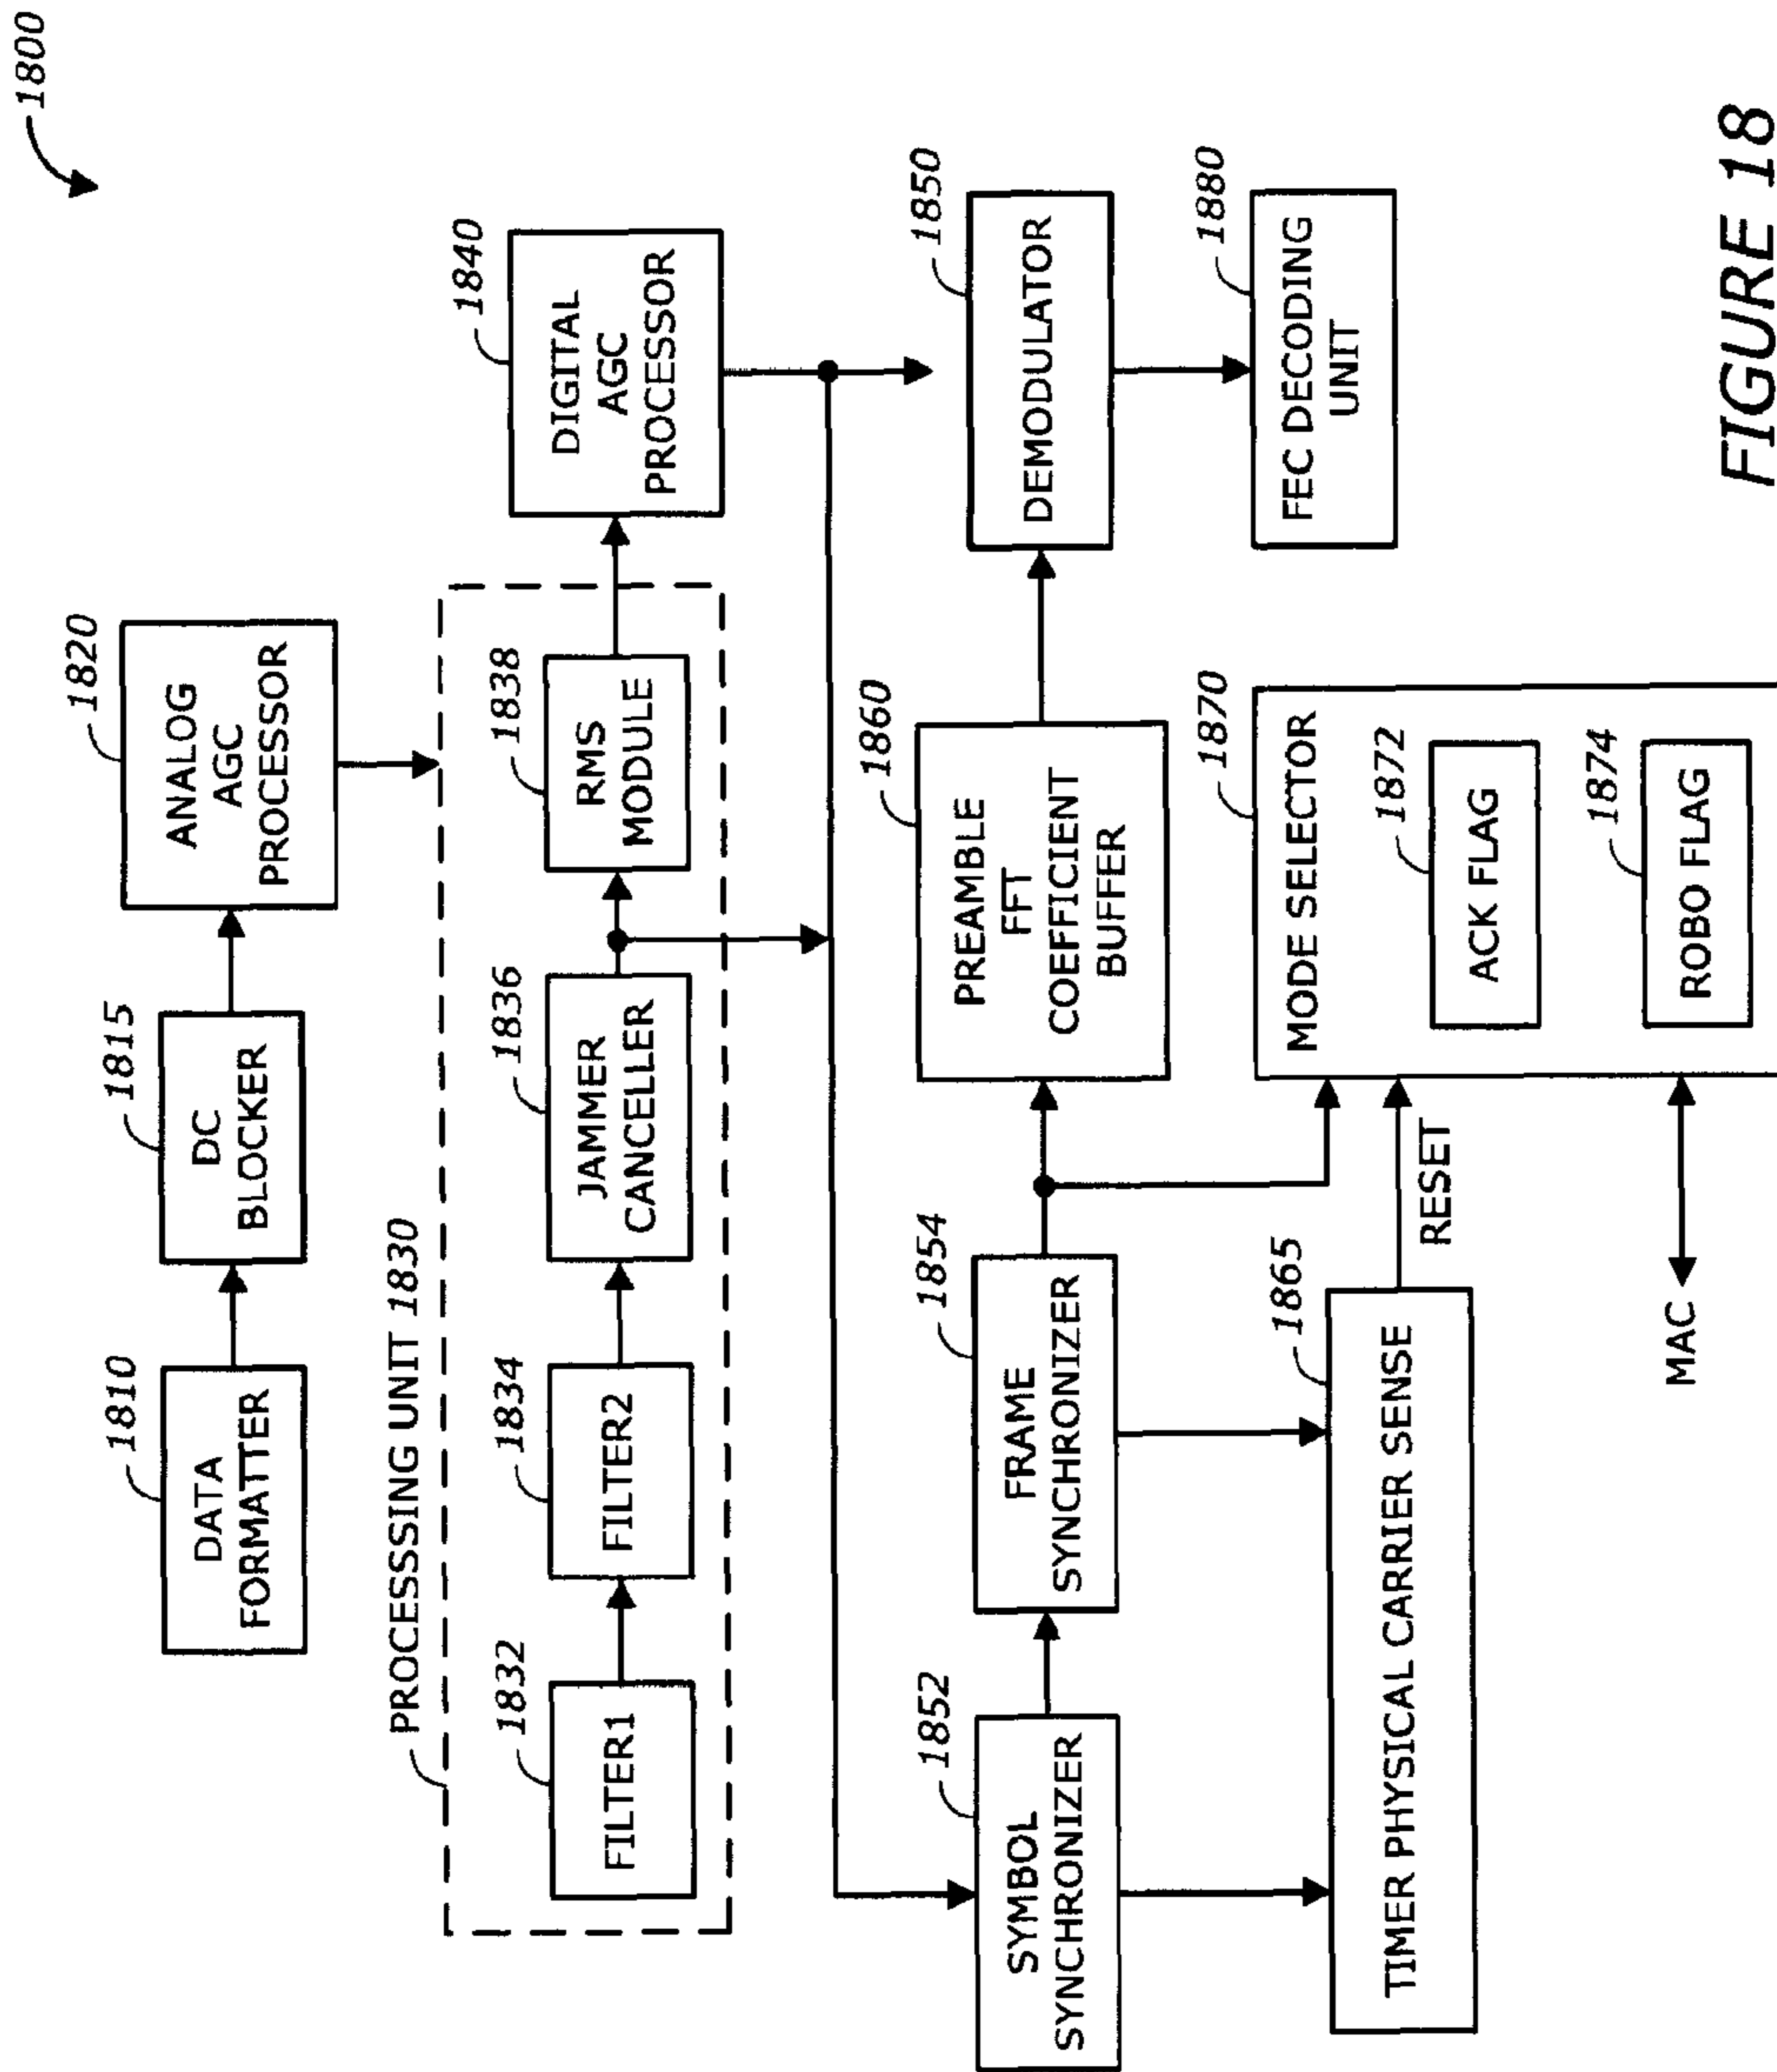 1800
1810
DATA
FORMATTER
1815
DC
BLOCKER
1820
ANALOG
AGC
PROCESSOR
PROCESSSING UNIT 1830
1832
FILTER1
1834
FILTER2
1836
JAMMER
CANCELLER
1838
RMS
MODULE
1840
DIGITAL
AGC
PROCESSOR
1852
SYMBOL
SYNCHRONIZER
1854
FRAME
SYNCHRONIZER
1860
PREAMBLE
FFT
COEFFICIENT
BUFFER
1850
DEMODULATOR
1865
TIMER PHYSICAL CARRIER SENSE
RESET
MAC
1870
MODE SELECTOR
1872
ACK FLAG
1874
ROBO FLAG
1880
FEC DECODING
UNIT
FIGURE 18